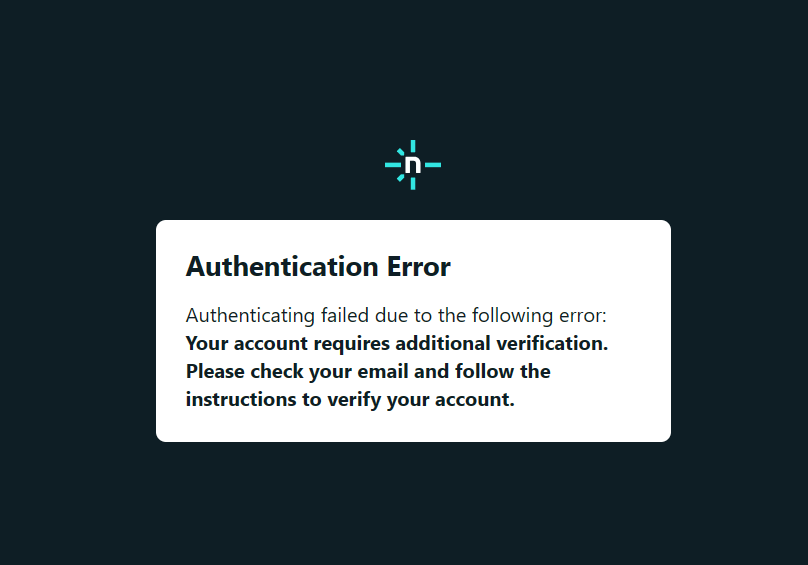 n
Authentication Error
Authenticating failed due to the following error:
Your account requires additional verification.
Please check your email and follow the
instructions to verify your account.